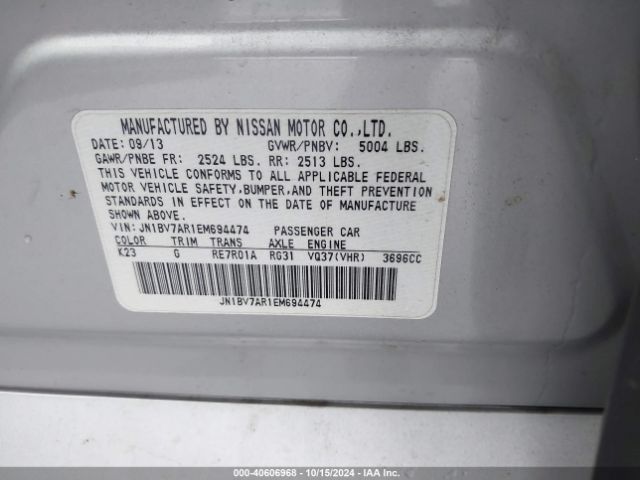 MANUFACTURED BY NISSAN MOTOR CO.,LTD.
DATE: 09/13 GVWR/PNBV: 5004 LBS.
GAWR/PNBE FR: 2524 LBS. RR: 2513 LBS.
THIS VEHICLE CONFORMS TO ALL APPLICABLE FEDERAL
MOTOR VEHICLE SAFETY,BUMPER,AND THEFT PREVENTION
STANDARDS IN EFFECT ON THE DATE OF MANUFACTURE
SHOWN ABOVE.
VIN: JN1BV7AR1EM694474 PASSENGER CAR
COLOR TRIM TRANS AXLE ENGINE
K23 G RE7R01A RG31 VQ37(VHR) 3696CC
JN1BV7AR1EM694474
000-40606968 | 10/15/2024 | IAA, Inc.